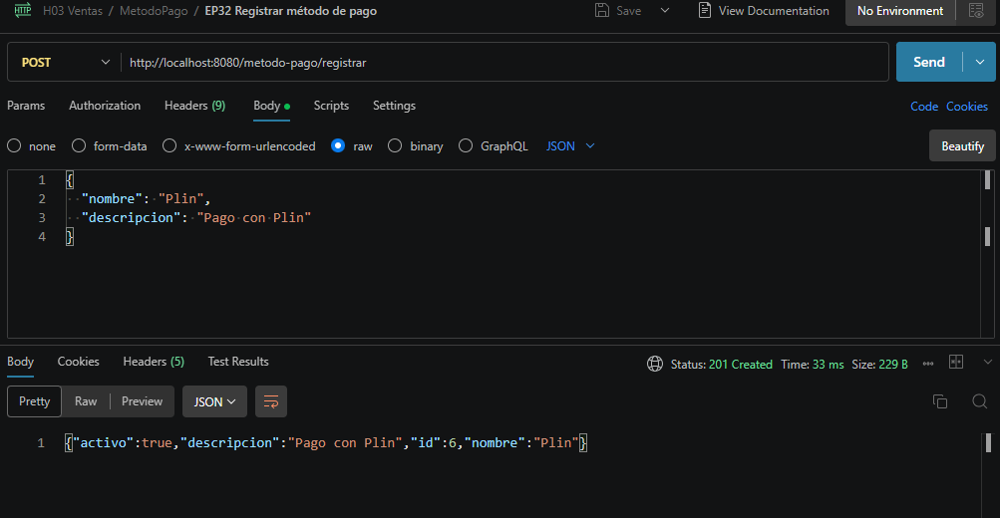 HTTP H03 Ventas / MetodoPago / EP32 Registrar método de pago Save View Documentation No Environment
POST http://localhost:8080/metodo-pago/registrar Send
Params Authorization Headers (9) Body Scripts Settings Code Cookies
none form-data x-www-form-urlencoded raw binary GraphQL JSON Beautify
1 {
2 "nombre": "Plin",
3 "descripcion": "Pago con Plin"
4 }
Body Cookies Headers (5) Test Results Status: 201 Created Time: 33 ms Size: 229 B
Pretty Raw Preview JSON
1 {"activo":true,"descripcion":"Pago con Plin","id":6,"nombre":"Plin"}